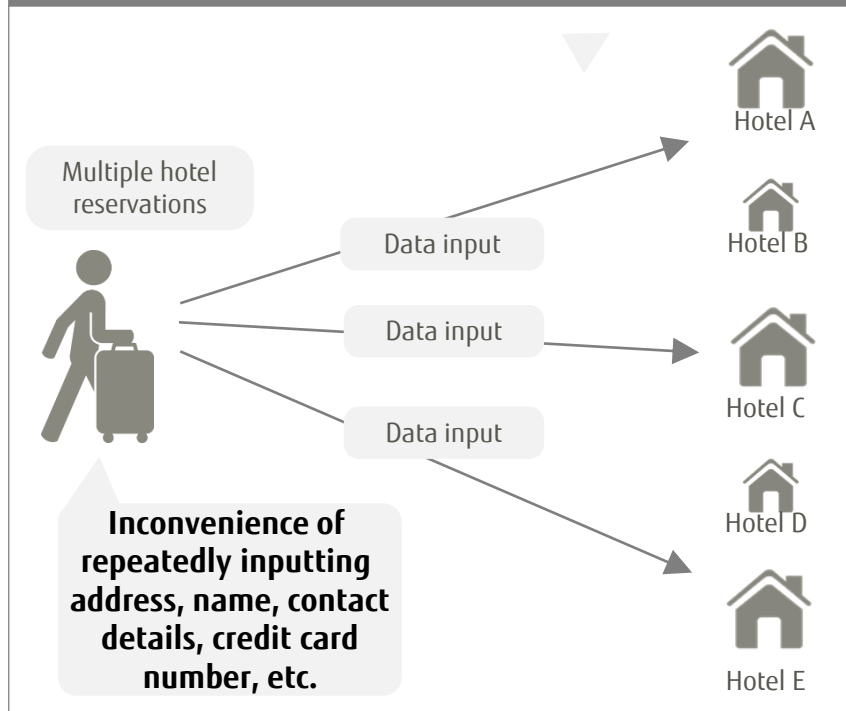 Hotel A
Multiple hotel
reservations
Hotel B
Data input
Data input
Hotel C
Data input
Hotel D
Inconvenience of
repeatedly inputting
address, name, contact
details, credit card
number, etc.
Hotel E